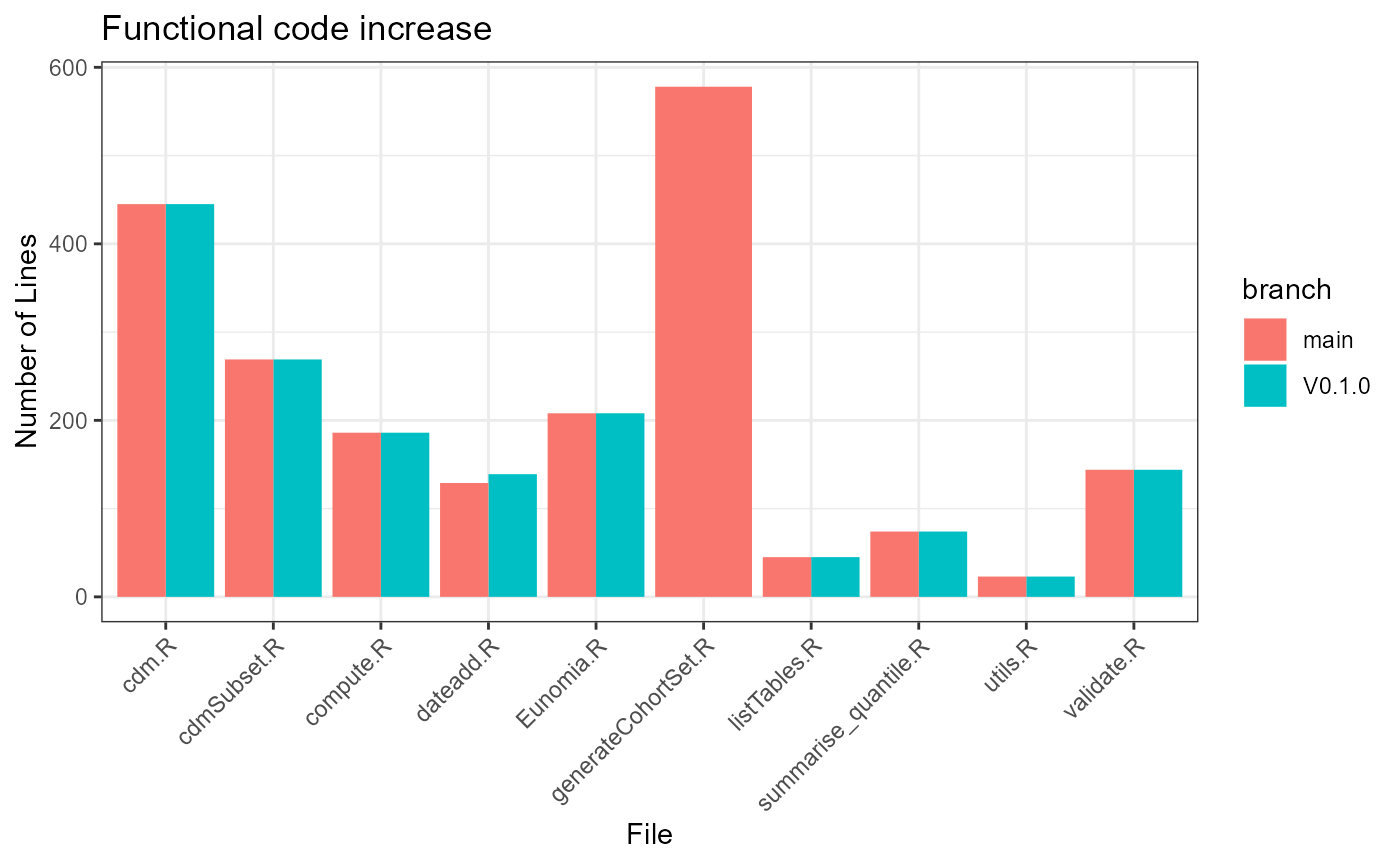 Functional code increase
Number of Lines
600
400
200
0
cdm.R
cdmSubset.R
compute.R
dateadd.R
Eunomia.R
generateCohortSet.R
listTables.R
summarise_quantile.R
utils.R
validate.R
File
branch
main
V0.1.0